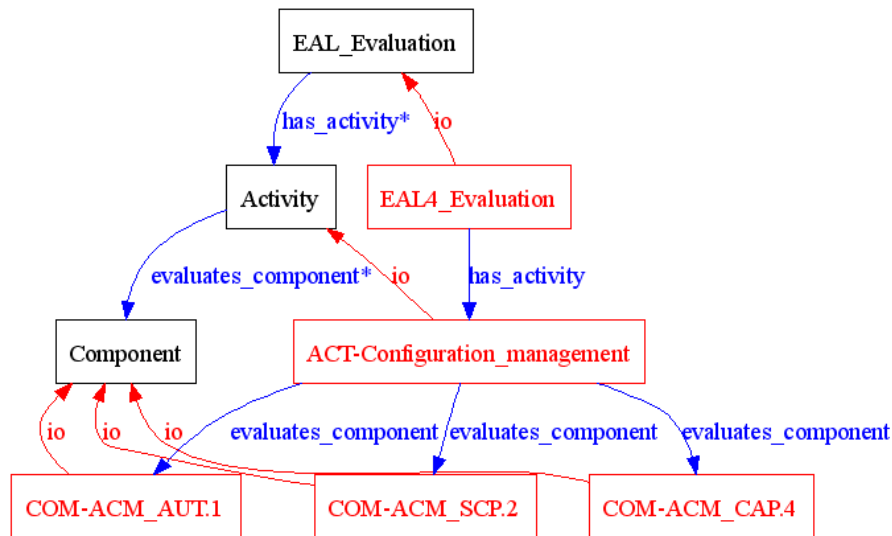 EAL_Evaluation
has_activity*
io
Activity
EAL4_Evaluation
evaluates_component*
io
has_activity
Component
ACT-Configuration_management
io
io
io
evaluates_component
evaluates_component
evaluates_component
COM-ACM_AUT.1
COM-ACM_SCP.2
COM-ACM_CAP.4